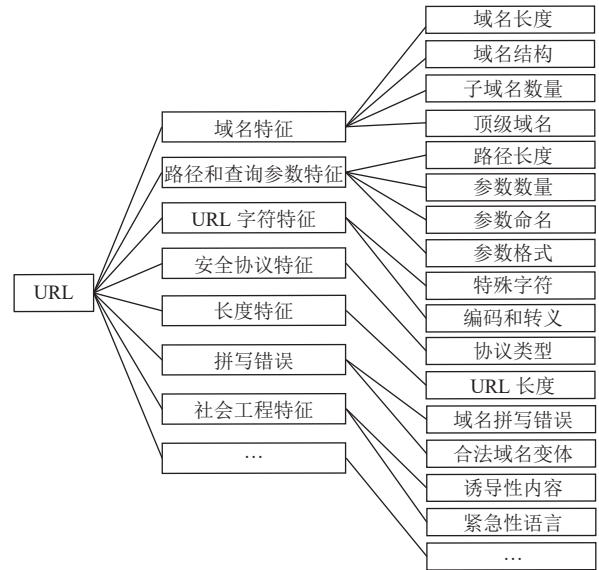 URL
域名特征
路径和查询参数特征
URL 字符特征
安全协议特征
长度特征
拼写错误
社会工程特征
…
域名长度
域名结构
子域名数量
顶级域名
路径长度
参数数量
参数命名
参数格式
特殊字符
编码和转义
协议类型
URL 长度
域名拼写错误
合法域名变体
诱导性内容
紧急性语言
…